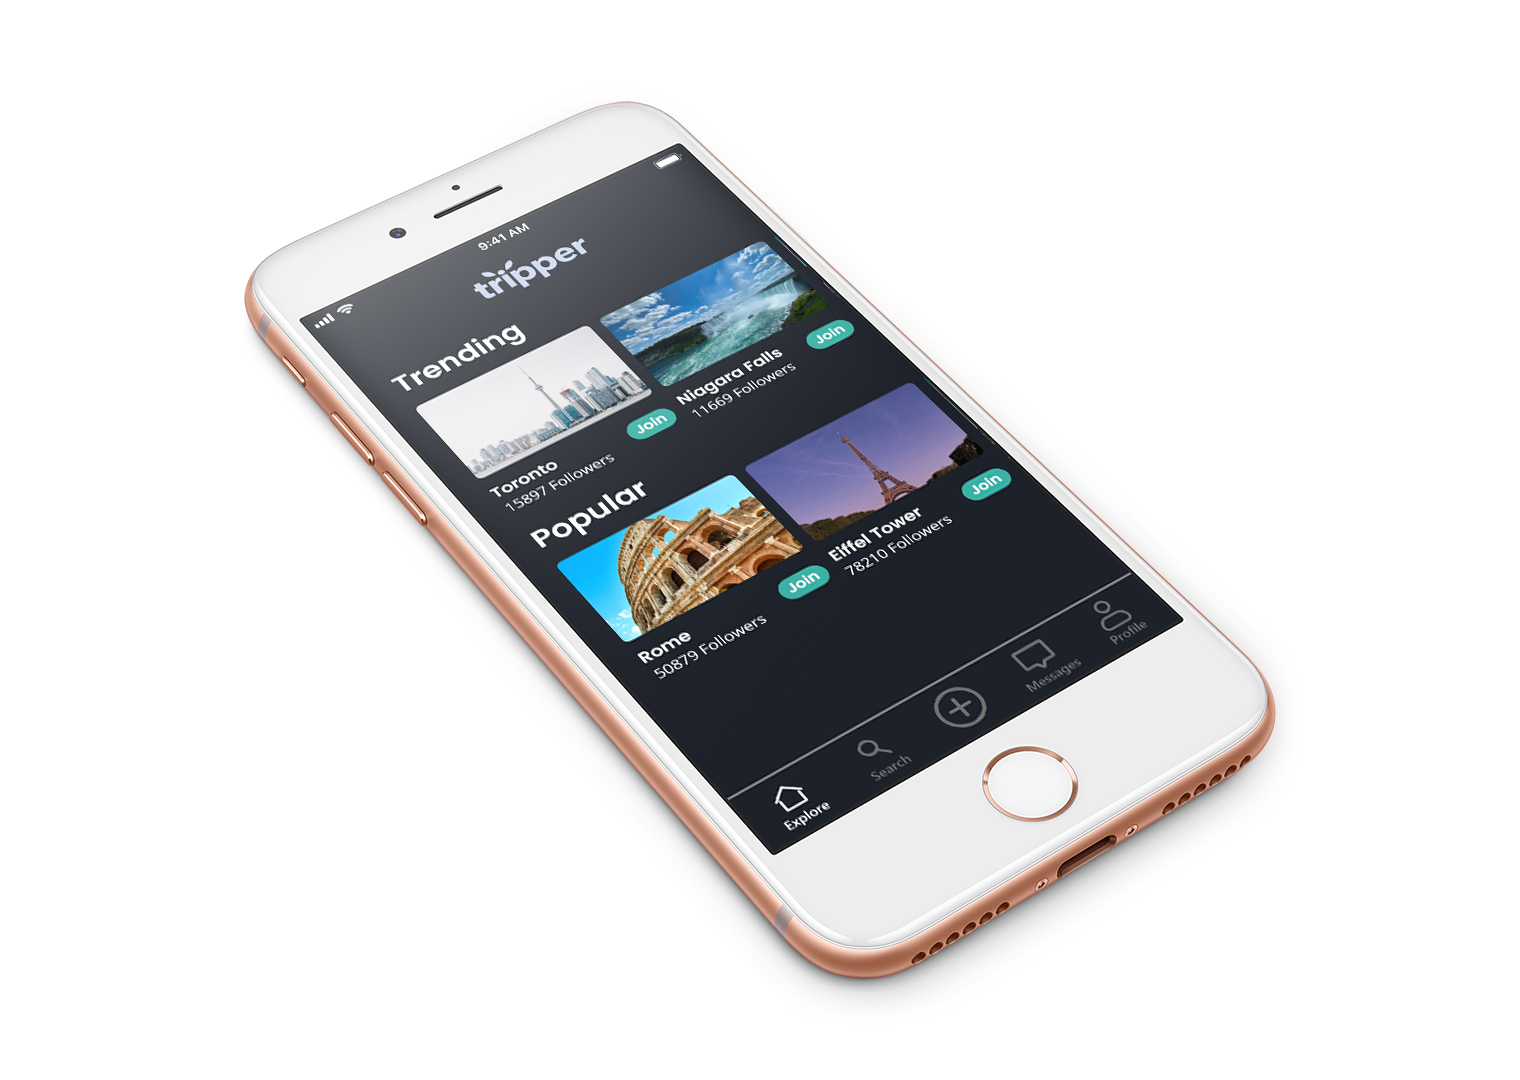 9:41 AM
tripper
Trending
Toronto
15897 Followers
Join
Niagara Falls
11669 Followers
Join
Popular
Rome
50879 Followers
Join
Eiffel Tower
78210 Followers
Join
Explore
Search
Messages
Profile